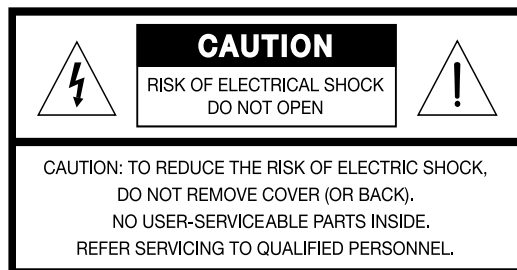 CAUTION
RISK OF ELECTRICAL SHOCK
DO NOT OPEN
CAUTION: TO REDUCE THE RISK OF ELECTRIC SHOCK,
DO NOT REMOVE COVER (OR BACK).
NO USER-SERVICEABLE PARTS INSIDE.
REFER SERVICING TO QUALIFIED PERSONNEL.